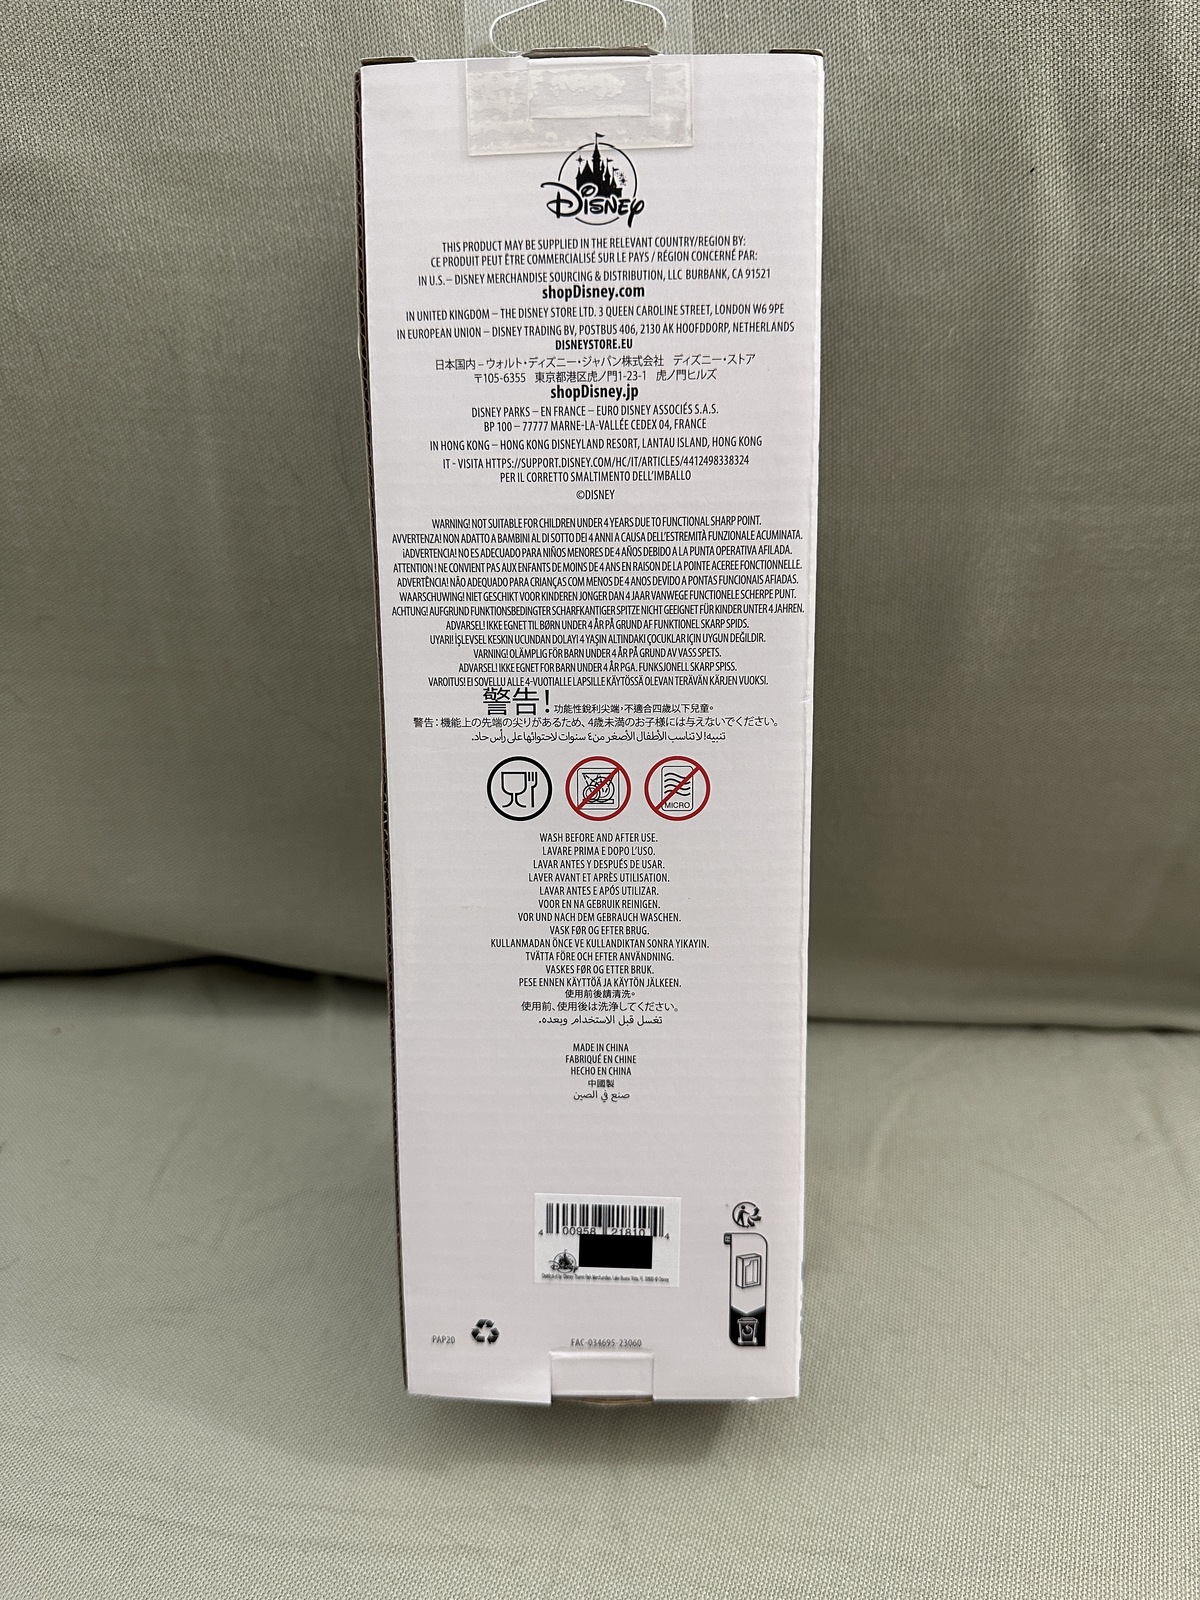 DISNEY
THIS PRODUCT MAY BE SUPPLIED IN THE RELEVANT COUNTRY/REGION BY:
CE PRODUIT PEUT ÊTRE COMMERCIALISÉ SUR LE PAYS / RÉGION CONCERNÉ PAR:
IN U.S. – DISNEY MERCHANDISE SOURCING & DISTRIBUTION, LLC BURBANK, CA 91521
shopDisney.com
IN UNITED KINGDOM – THE DISNEY STORE LTD. 3 QUEEN CAROLINE STREET, LONDON W6 9PE
IN EUROPEAN UNION – DISNEY TRADING BV, POSTBUS 406, 2130 AK HOOFDDORP, NETHERLANDS
DISNEYSTORE.EU
日本国内 – ウォルト・ディズニー・ジャパン株式会社 ディズニー・ストア
〒105-6355 東京都港区虎ノ門1-23-1 虎ノ門ヒルズ
shopDisney.jp
DISNEY PARKS – EN FRANCE – EURO DISNEY ASSOCIÉS S.A.S.
BP 100 – 77777 MARNE-LA-VALLÉE CEDEX 04, FRANCE
IN HONG KONG – HONG KONG DISNEYLAND RESORT, LANTAU ISLAND, HONG KONG
IT - VISITA HTTPS://SUPPORT.DISNEY.COM/HC/IT/ARTICLES/4412498338324
PER IL CORRETTO SMALTIMENTO DELL'IMBALLO
©DISNEY
WARNING! NOT SUITABLE FOR CHILDREN UNDER 4 YEARS DUE TO FUNCTIONAL SHARP POINT.
AVVERTENZA! NON ADATTO A BAMBINI AL DI SOTTO DEI 4 ANNI A CAUSA DELL'ESTREMITÀ FUNZIONALE ACUMINATA.
¡ADVERTENCIA! NO ES ADECUADO PARA NIÑOS MENORES DE 4 AÑOS DEBIDO A LA PUNTA OPERATIVA AFILADA.
ATTENTION ! NE CONVIENT PAS AUX ENFANTS DE MOINS DE 4 ANS EN RAISON DE LA POINTE ACEREE FONCTIONNELLE.
ADVERTÊNCIA! NÃO ADEQUADO PARA CRIANÇAS COM MENOS DE 4 ANOS DEVIDO A PONTAS FUNCIONAIS AFIADAS.
WAARSCHUWING! NIET GESCHIKT VOOR KINDEREN JONGER DAN 4 JAAR VANWEGE FUNCTIONELE SCHERPE PUNT.
ACHTUNG! AUFGRUND FUNKTIONSBEDINGTER SCHARFKANTIGER SPITZE NICHT GEEIGNET FÜR KINDER UNTER 4 JAHREN.
ADVARSEL! IKKE EGNET TIL BØRN UNDER 4 ÅR PÅ GRUND AF FUNKTIONEL SKARP SPIDS.
UYARI! İŞLEVSEL KESKİN UCUNDAN DOLAYI 4 YAŞIN ALTINDAKİ ÇOCUKLAR İÇİN UYGUN DEĞİLDİR.
VARNING! OLÄMPLIG FÖR BARN UNDER 4 ÅR PÅ GRUND AV VASS SPETS.
ADVARSEL! IKKE EGNET FOR BARN UNDER 4 ÅR PGA. FUNKSJONELL SKARP SPISS.
VAROITUS! EI SOVELLU ALLE 4-VUOTIALLE LAPSILLE KÄYTÖSSÄ OLEVAN TERÄVÄN KÄRJEN VUOKSI.
警告! 功能性銳利尖端，不適合四歲以下兒童。
警告：機能上の先端の尖りがあるため、4歳未満のお子様には与えないでください。
تنبيه! لا تناسب الأطفال الأصغر من ٤ سنوات لاحتوائها على رأس حاد.
MICRO
WASH BEFORE AND AFTER USE.
LAVARE PRIMA E DOPO L'USO.
LAVAR ANTES Y DESPUÉS DE USAR.
LAVER AVANT ET APRÈS UTILISATION.
LAVAR ANTES E APÓS UTILIZAR.
VOOR EN NA GEBRUIK REINIGEN.
VOR UND NACH DEM GEBRAUCH WASCHEN.
VASK FØR OG EFTER BRUG.
KULLANMADAN ÖNCE VE KULLANDIKTAN SONRA YIKAYIN.
TVÄTTA FÖRE OCH EFTER ANVÄNDNING.
VASKES FØR OG ETTER BRUK.
PESE ENNEN KÄYTTÖÄ JA KÄYTÖN JÄLKEEN.
使用前後請清洗。
使用前、使用後は洗浄してください。
تغسل قبل الاستخدام وبعده.
MADE IN CHINA
FABRIQUÉ EN CHINE
HECHO EN CHINA
中國製
صنع في الصين
4 00958 21810 4
FR
PAP20
FAC-034695-23060